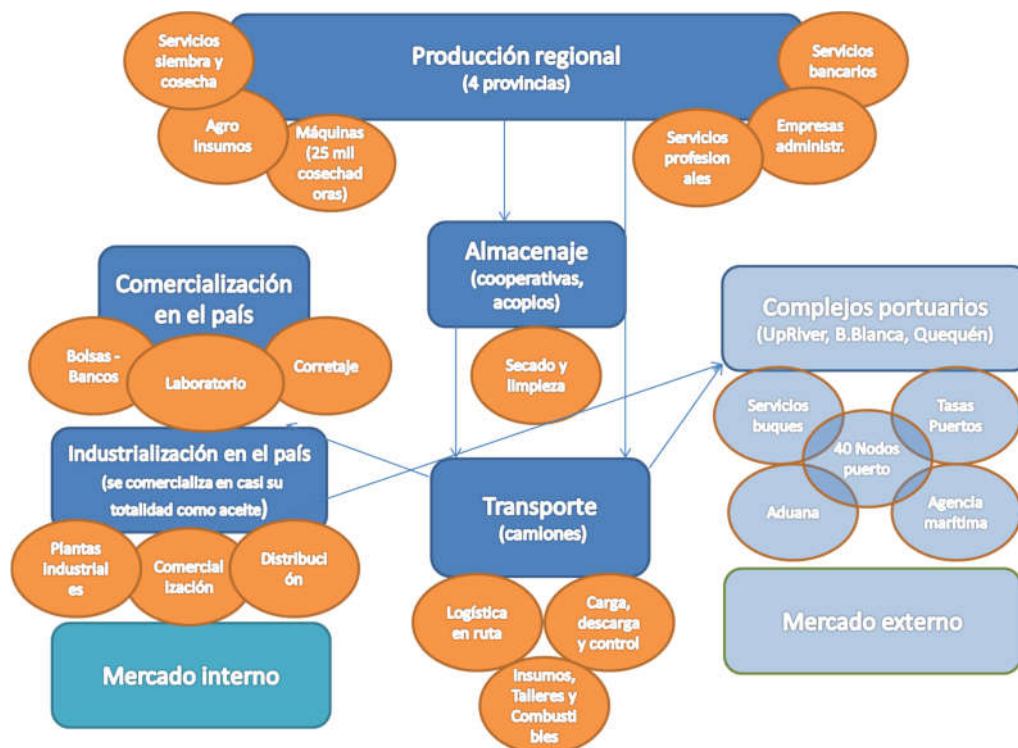 Producción regional
(4 provincias)
Servicios
siembra y
cosecha
Agro
Insumos
Máquinas
(25 mil
cosechad
oras)
Servicios
bancarios
Empresas
administr.
Servicios
profesion
ales
Almacenaje
(cooperativas,
acopios)
Secado y
limpieza
Comercialización
en el país
Bolsas -
Bancos
Laboratorio
Corretaje
Industrialización en el país
(se comercializa en casi su
totalidad como aceite)
Plantas
industrial
es
Comercial
ización
Distribuci
ón
Mercado interno
Transporte
(camiones)
Logística
en ruta
Carga,
descarga
y control
Insumos,
Talleres y
Combusti
bles
Complejos portuarios
(UpRiver, B.Blanca, Quequén)
Servicios
buques
Tasas
Puertos
40 Nodos
puerto
Aduana
Agencia
marítima
Mercado externo